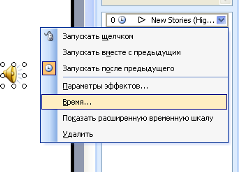 0 New Stories (Hig...
Запускать щелчком
Запускать вместе с предыдущим
Запускать после предыдущего
Параметры эффектов...
Время...
Показать расширенную временную шкалу
Удалить